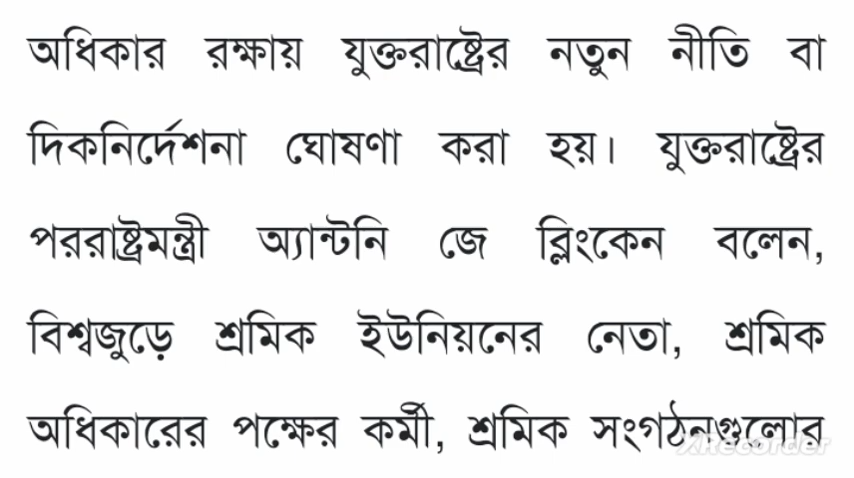 অধিকার রক্ষায় যুক্তরাষ্ট্রের নতুন নীতি বা
দিকনির্দেশনা ঘোষণা করা হয়। যুক্তরাষ্ট্রের
পররাষ্ট্রমন্ত্রী অ্যান্টনি জে ব্লিংকেন বলেন,
বিশ্বজুড়ে শ্রমিক ইউনিয়নের নেতা, শ্রমিক
অধিকারের পক্ষের কর্মী, শ্রমিক সংগঠনগুলোর
XRecorder